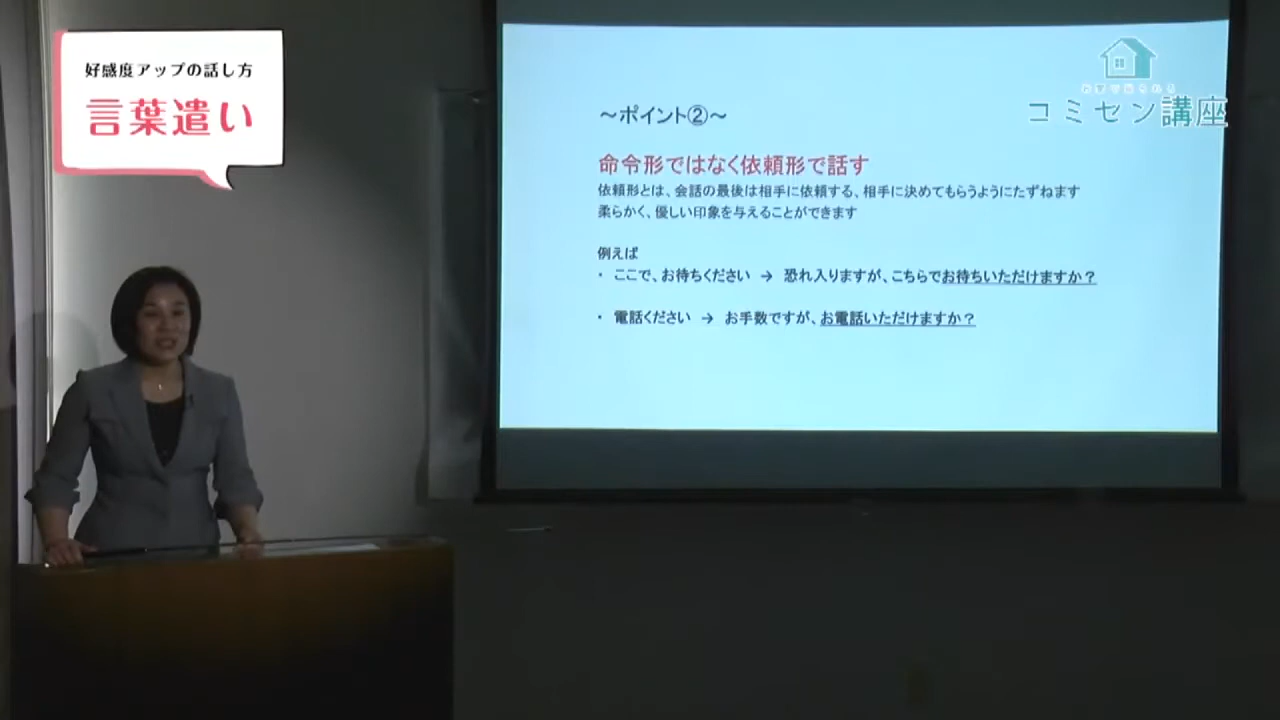 好感度アップの話し方
言葉遣い
コミセン講座
～ポイント②～
命令形ではなく依頼形で話す
依頼形とは、会話の最後は相手に依頼する、相手に決めてもらうようにたずねます
柔らかく、優しい印象を与えることができます
例えば
・ ここで、お待ちください → 恐れ入りますが、こちらでお待ちいただけますか？
・ 電話ください → お手数ですが、お電話いただけますか？